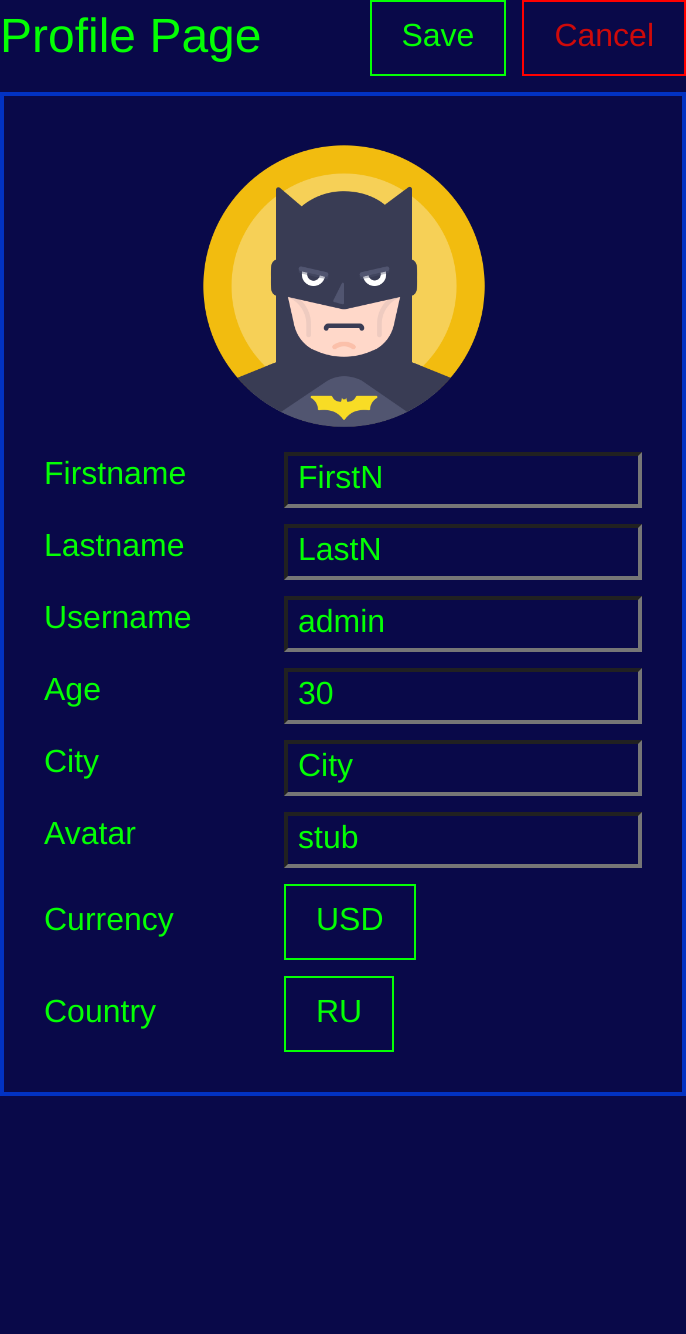 Profile Page Save Cancel
Firstname FirstN
Lastname LastN
Username admin
Age 30
City City
Avatar stub
Currency USD
Country RU